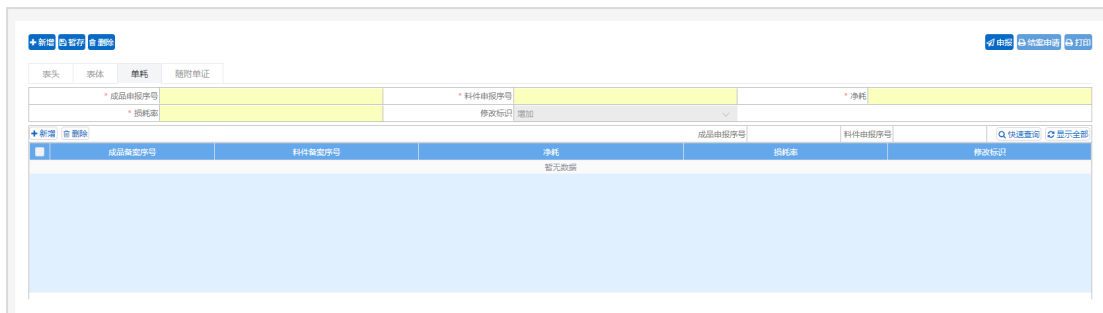 新增 暂存 删除 申报 结案申请 打印
表头 表体 单耗 随附单证
* 成品申报序号 * 料件申报序号 * 净耗
* 损耗率 修改标识 增加
新增 删除 成品申报序号 料件申报序号 快速查询 显示全部
成品备案序号 料件备案序号 净耗 损耗率 修改标识
暂无数据